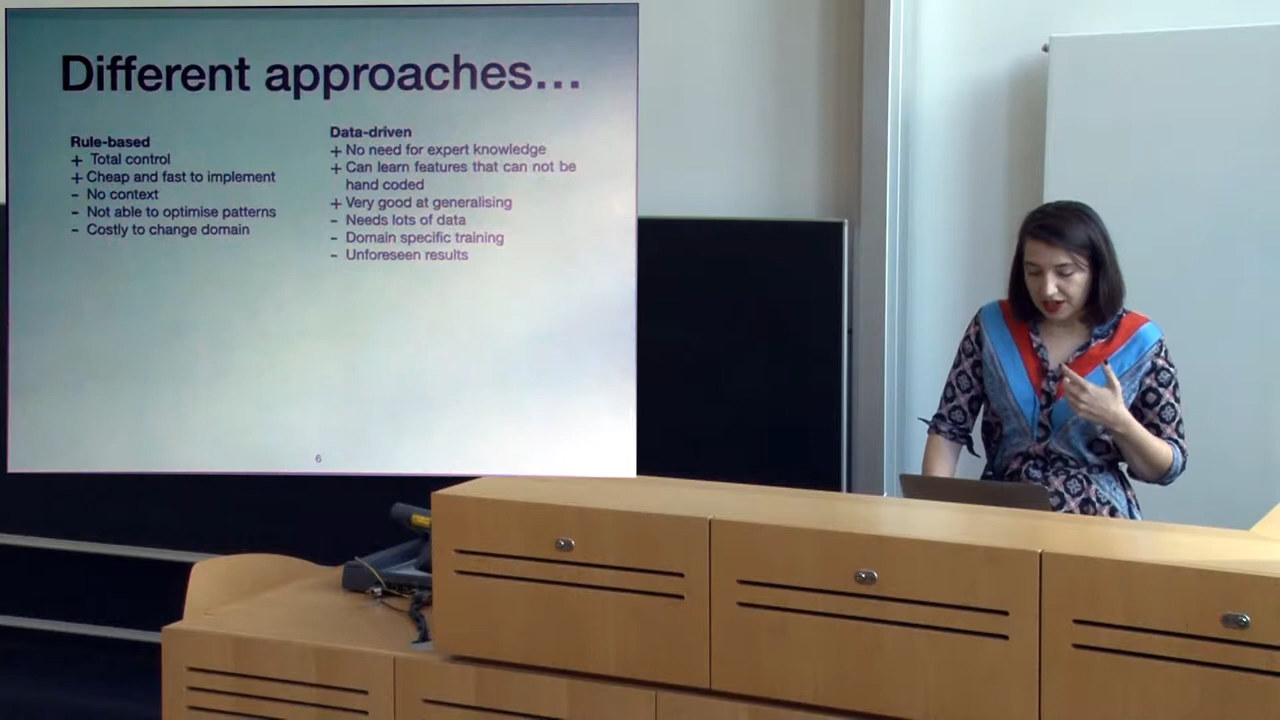 Different approaches...
Rule-based
+ Total control
+ Cheap and fast to implement
- No context
- Not able to optimise patterns
- Costly to change domain
Data-driven
+ No need for expert knowledge
+ Can learn features that can not be
hand coded
+ Very good at generalising
- Needs lots of data
- Domain specific training
- Unforeseen results
6